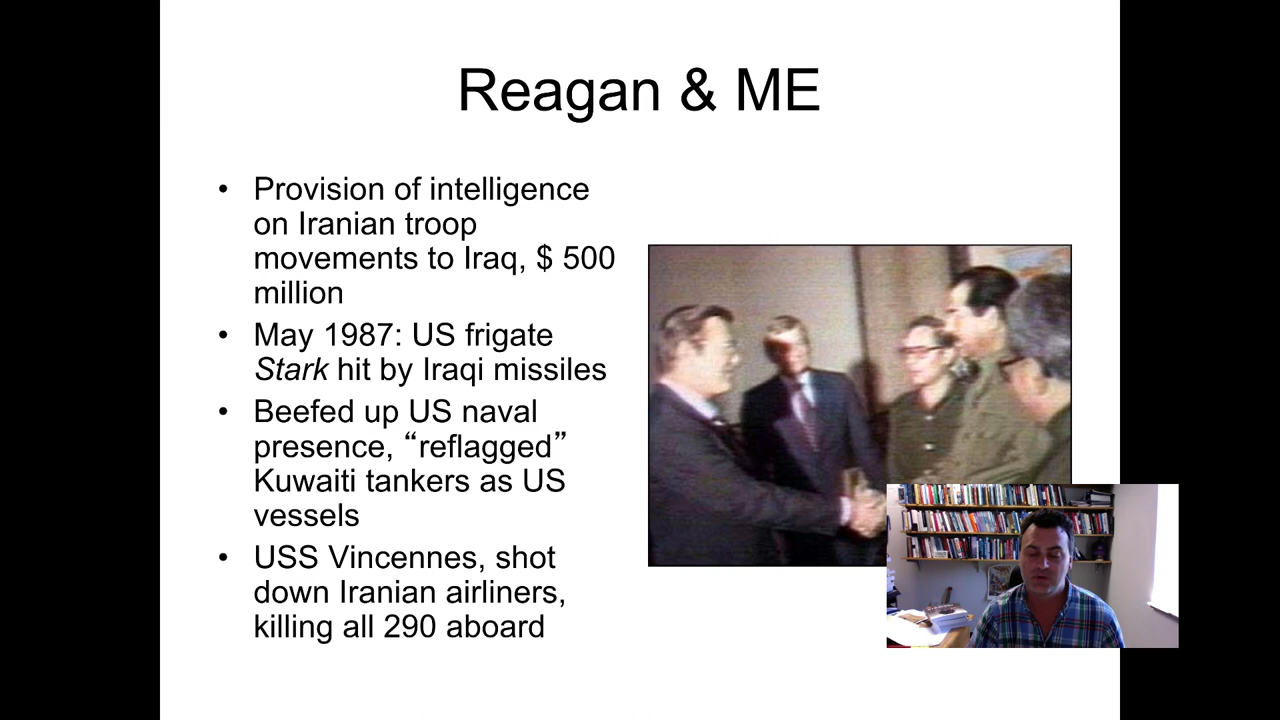 Reagan & ME
• Provision of intelligence
on Iranian troop
movements to Iraq, $ 500
million
• May 1987: US frigate
Stark hit by Iraqi missiles
• Beefed up US naval
presence, “reflagged”
Kuwaiti tankers as US
vessels
• USS Vincennes, shot
down Iranian airliners,
killing all 290 aboard